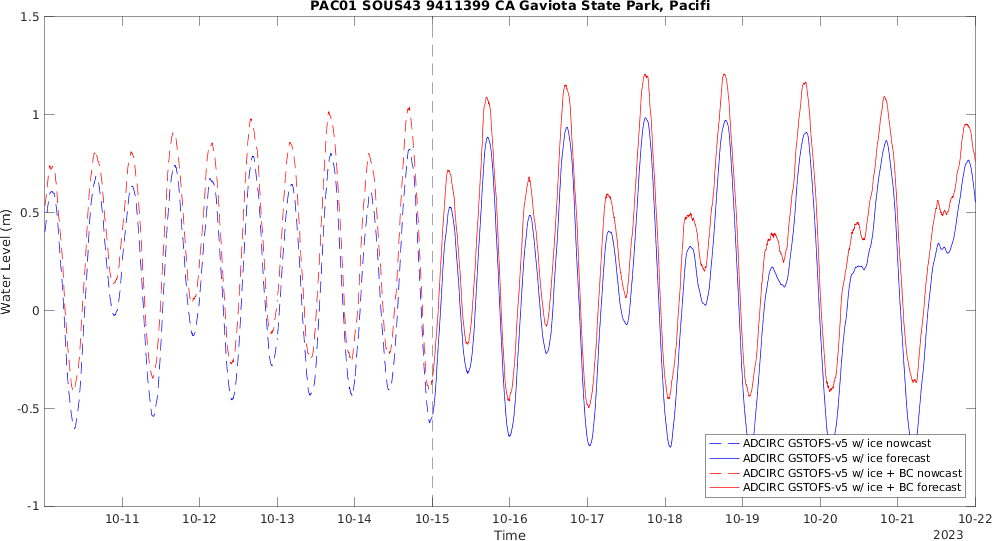 PAC01 SOUS43 9411399 CA Gaviota State Park, Pacifi
1.5
1
0.5
0
-0.5
-1
Water Level (m)
10-11 10-12 10-13 10-14 10-15 10-16 10-17 10-18 10-19 10-20 10-21 10-22
Time
2023
ADCIRC GSTOFS-v5 w/ ice nowcast
ADCIRC GSTOFS-v5 w/ ice forecast
ADCIRC GSTOFS-v5 w/ ice + BC nowcast
ADCIRC GSTOFS-v5 w/ ice + BC forecast